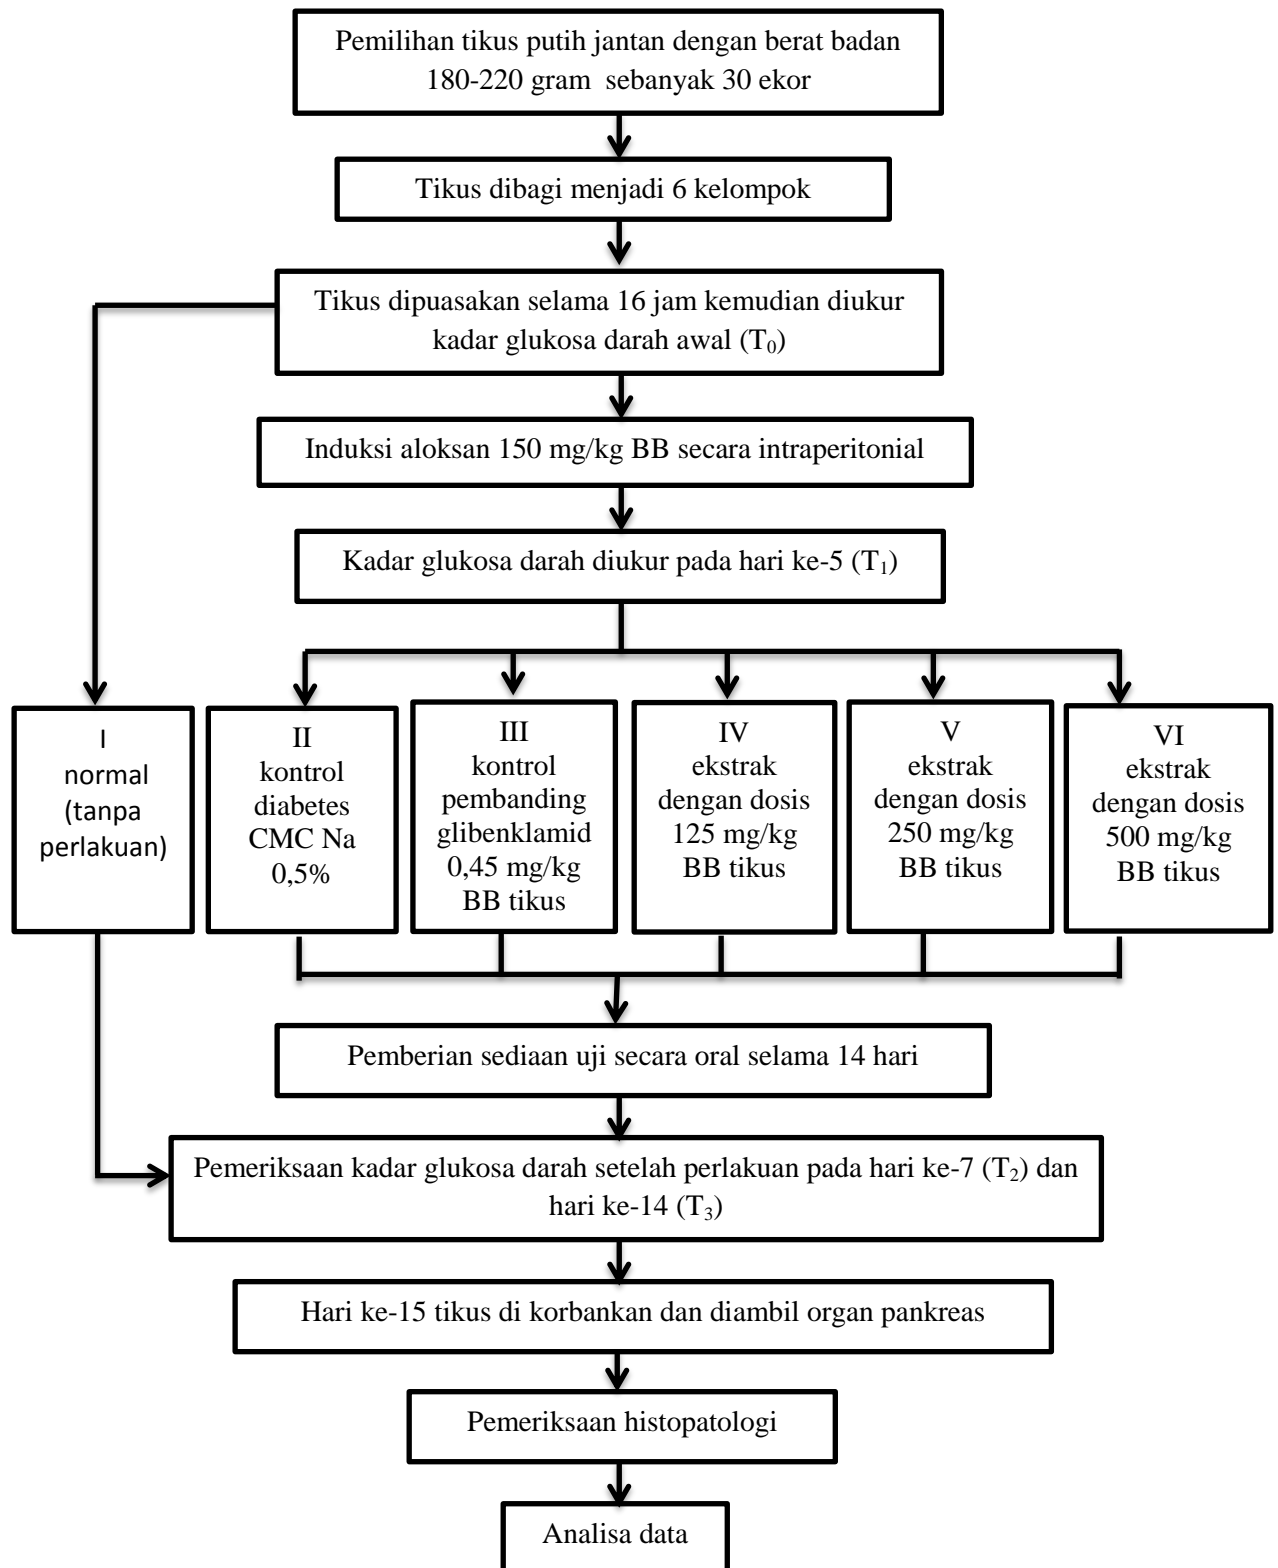 Pemilihan tikus putih jantan dengan berat badan
180-220 gram sebanyak 30 ekor
Tikus dibagi menjadi 6 kelompok
Tikus dipuasakan selama 16 jam kemudian diukur
kadar glukosa darah awal (T₀)
Induksi aloksan 150 mg/kg BB secara intraperitonial
Kadar glukosa darah diukur pada hari ke-5 (T₁)
I
normal
(tanpa
perlakuan)
II
kontrol
diabetes
CMC Na
0,5%
III
kontrol
pembanding
glibenklamid
0,45 mg/kg
BB tikus
IV
ekstrak
dengan dosis
125 mg/kg
BB tikus
V
ekstrak
dengan dosis
250 mg/kg
BB tikus
VI
ekstrak
dengan dosis
500 mg/kg
BB tikus
Pemberian sediaan uji secara oral selama 14 hari
Pemeriksaan kadar glukosa darah setelah perlakuan pada hari ke-7 (T₂) dan
hari ke-14 (T₃)
Hari ke-15 tikus di korbankan dan diambil organ pankreas
Pemeriksaan histopatologi
Analisa data